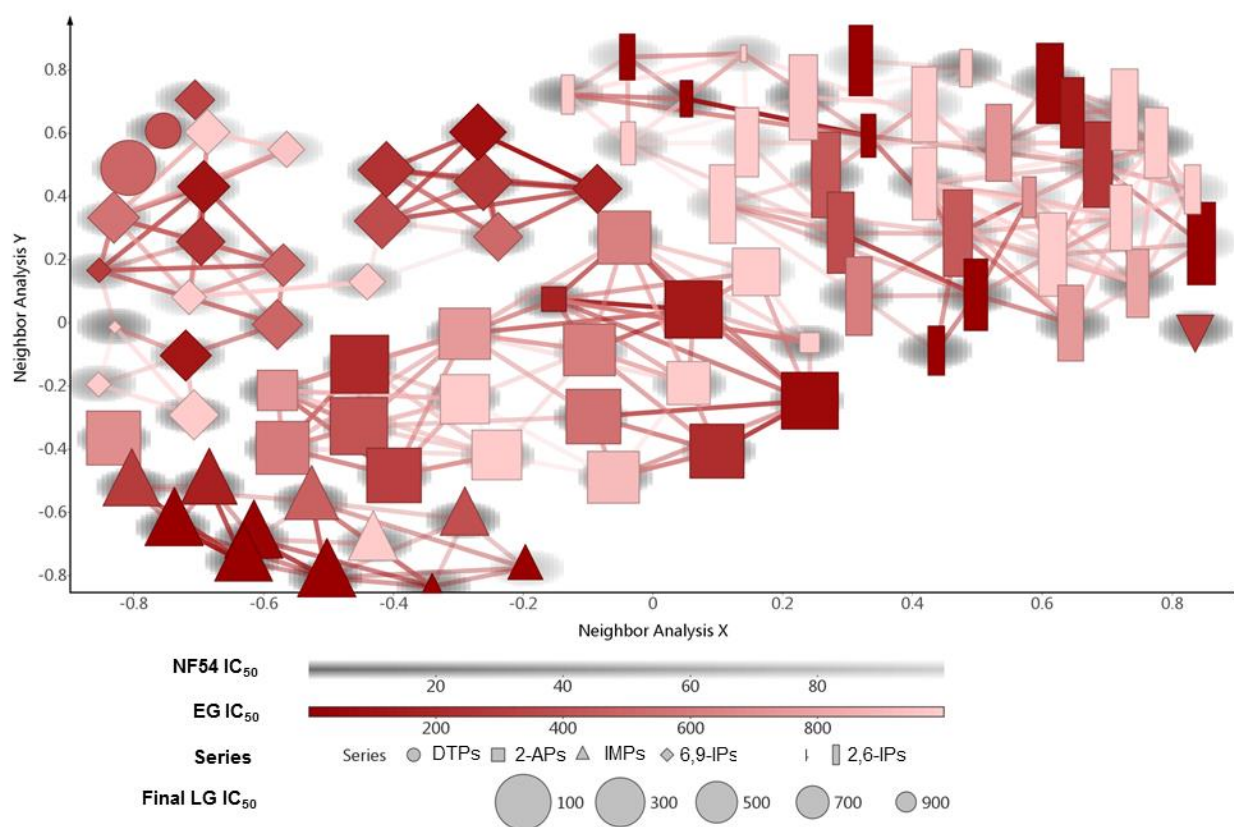 Neighbor Analysis Y
0.8
0.6
0.4
0.2
0
-0.2
-0.4
-0.6
-0.8
-0.8 -0.6 -0.4 -0.2 0 0.2 0.4 0.6 0.8
Neighbor Analysis X
NF54 IC50
20 40 60 80
EG IC50
200 400 600 800
Series Series DTPs 2-APs IMPs 6,9-IPs 2,6-IPs
Final LG IC50 100 300 500 700 900